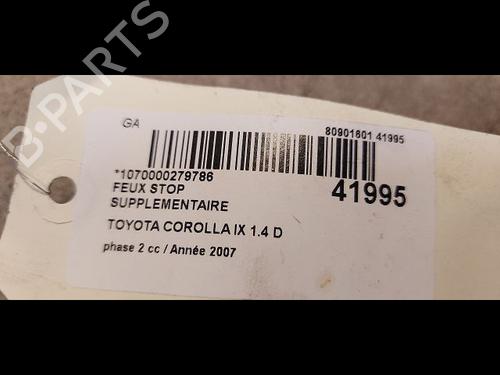 B-PARTS
GA
80901601 41995
*1070000279786
FEUX STOP
SUPPLEMENTAIRE
41995
TOYOTA COROLLA IX 1.4 D
phase 2 cc / Année 2007